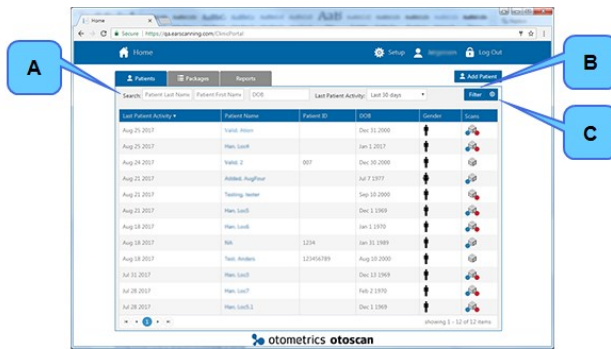 Home
Secure | https://qa.earscanning.com/ClinicPortal/
Home Setup Log Out
A
B
C
Patients Packages Reports Add Patient
Search: Patient Last Name Patient First Name DOB Last Patient Activity: Last 30 days Filter
Last Patient Activity Patient Name Patient ID DOB Gender Scans
Aug 25 2017 Valid, Dec 31 2000
Aug 25 2017 Han, Loc4 Jan 1 2017
Aug 24 2017 Valid, 2 007 Dec 30 2000
Aug 21 2017 Added, AugFour Jul 7 1977
Aug 21 2017 Testing, tester Sep 10 2000
Aug 21 2017 Han, Loc5 Dec 1 1969
Aug 18 2017 Han, Loc6 Jan 1 1970
Aug 18 2017 1234 Jan 31 1989
Aug 18 2017 Test, Anders 123456789 Aug 10 2000
Jul 31 2017 Han, Loc3 Dec 13 1969
Jul 28 2017 Han, Loc7 Feb 2 1970
Jul 28 2017 Han, Loc5.1 Dec 1 1969
1 showing 1 - 12 of 12 items
otometrics otoscan